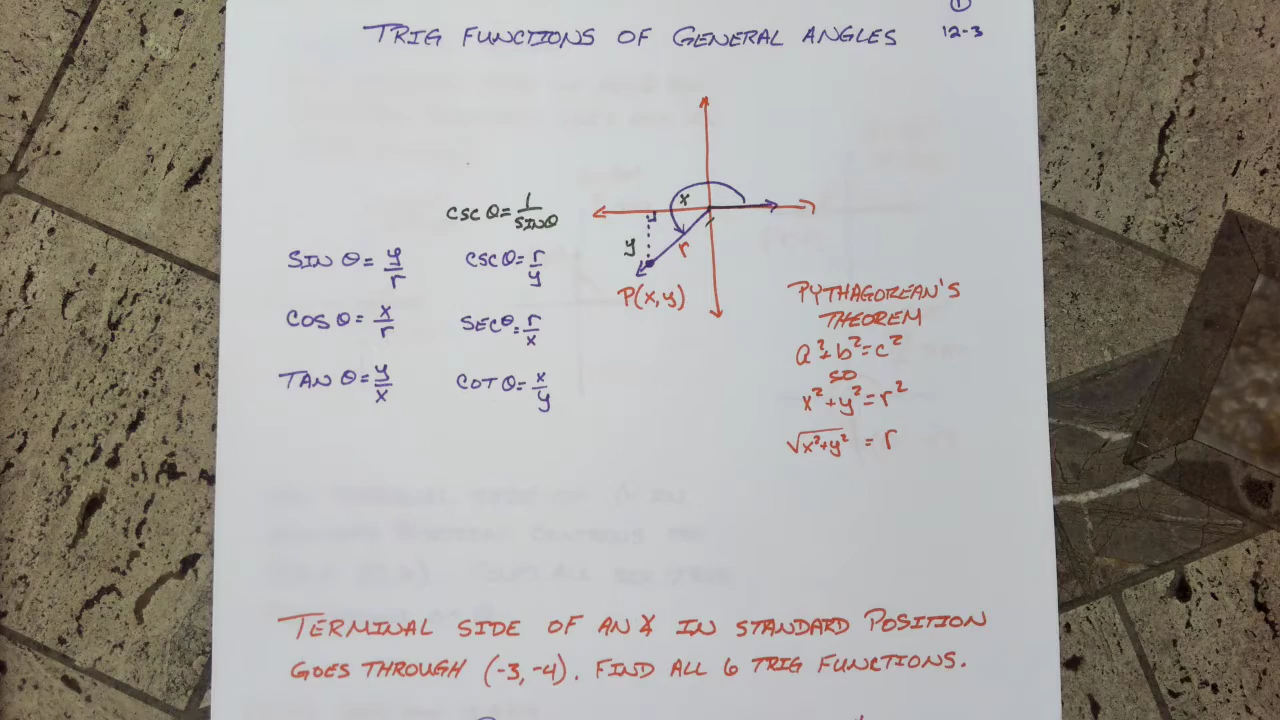 ①
TRIG FUNCTIONS OF GENERAL ANGLES 12-3
x
CSC θ = 1/SIN θ
y
r
SIN θ = y/r
CSC θ = r/y
P(x, y)
COS θ = x/r
SEC θ = r/x
TAN θ = y/x
COT θ = x/y
PYTHAGOREAN'S
THEOREM
a² + b² = c²
SO
x² + y² = r²
√x²+y² = r
TERMINAL SIDE OF AN ∡ IN STANDARD POSITION
GOES THROUGH (-3, -4). FIND ALL 6 TRIG FUNCTIONS.